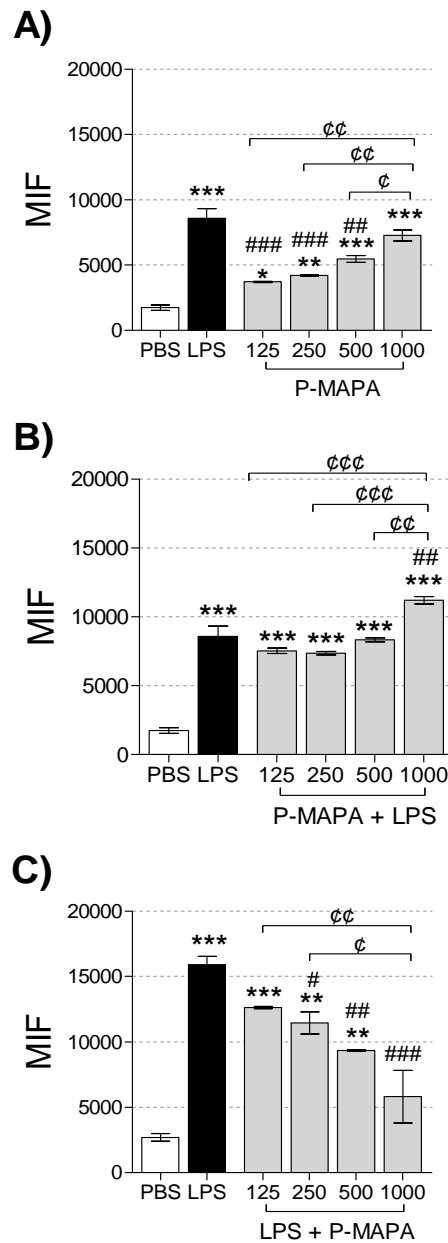 A)
20000
¢¢
15000
¢¢
MIF
***
¢
10000
***
### ### ##
***
5000
* **
0
PBS LPS 125 250 500 1000
P-MAPA
B)
20000
¢¢¢
¢¢¢
15000
¢¢
##
MIF
***
10000
*** *** *** ***
5000
0
PBS LPS 125 250 500 1000
P-MAPA + LPS
C)
20000
¢¢
***
¢
15000
***
#
**
MIF
##
10000
**
###
5000
0
PBS LPS 125 250 500 1000
LPS + P-MAPA